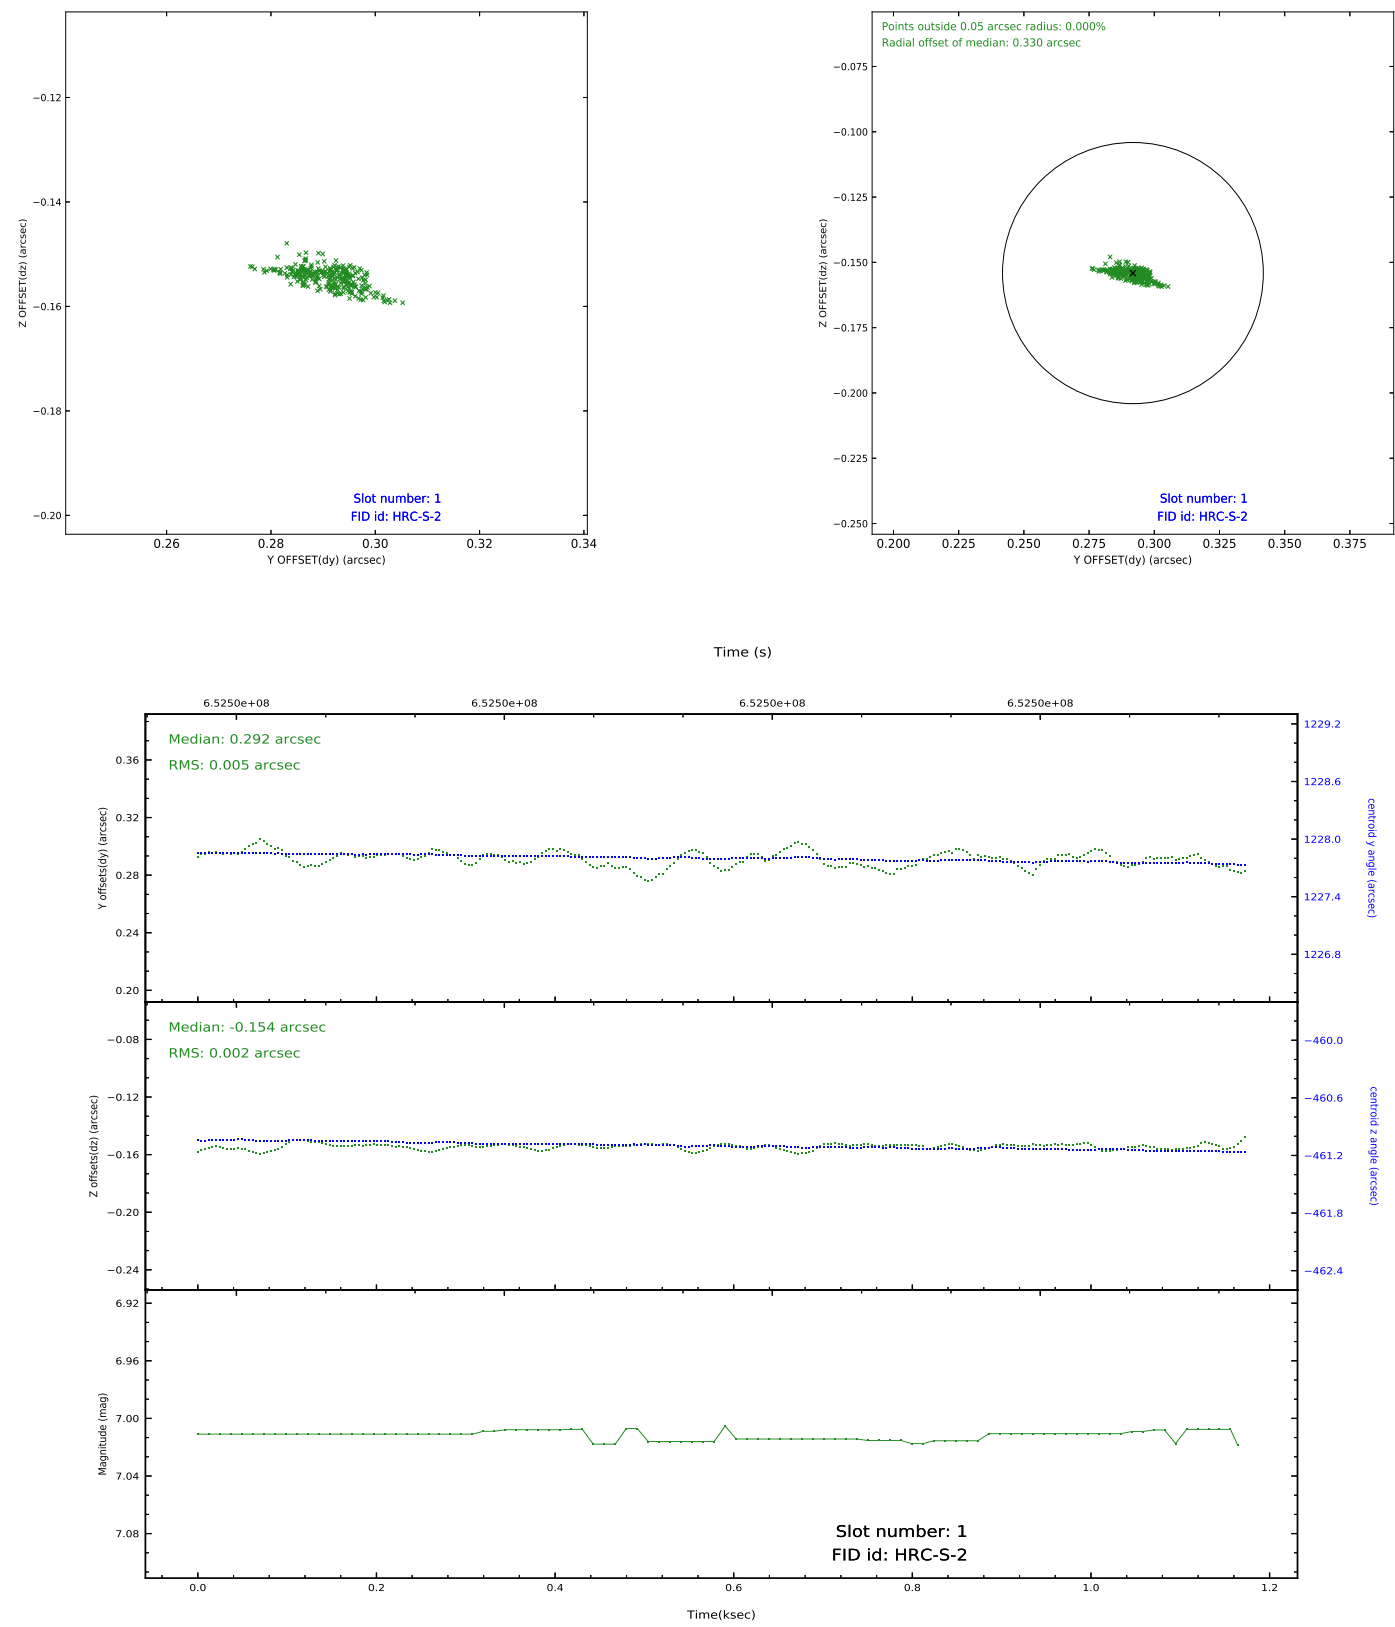 −0.12
−0.14
−0.16
−0.18
−0.20
Z OFFSET(dz) (arcsec)
Slot number: 1
FID id: HRC-S-2
0.26 0.28 0.30 0.32 0.34
Y OFFSET(dy) (arcsec)
Points outside 0.05 arcsec radius: 0.000%
Radial offset of median: 0.330 arcsec
−0.075
−0.100
−0.125
−0.150
−0.175
−0.200
−0.225
−0.250
Z OFFSET(dz) (arcsec)
Slot number: 1
FID id: HRC-S-2
0.200 0.225 0.250 0.275 0.300 0.325 0.350 0.375
Y OFFSET(dy) (arcsec)
Time (s)
6.5250e+08 6.5250e+08 6.5250e+08 6.5250e+08
Median: 0.292 arcsec
RMS: 0.005 arcsec
0.36
0.32
0.28
0.24
0.20
Y offsets(dy) (arcsec)
1229.2
1228.6
1228.0
1227.4
1226.8
centroid y angle (arcsec)
Median: -0.154 arcsec
RMS: 0.002 arcsec
−0.08
−0.12
−0.16
−0.20
−0.24
Z offsets(dz) (arcsec)
−460.0
−460.6
−461.2
−461.8
−462.4
centroid z angle (arcsec)
6.92
6.96
7.00
7.04
7.08
Magnitude (mag)
Slot number: 1
FID id: HRC-S-2
0.0 0.2 0.4 0.6 0.8 1.0 1.2
Time(ksec)